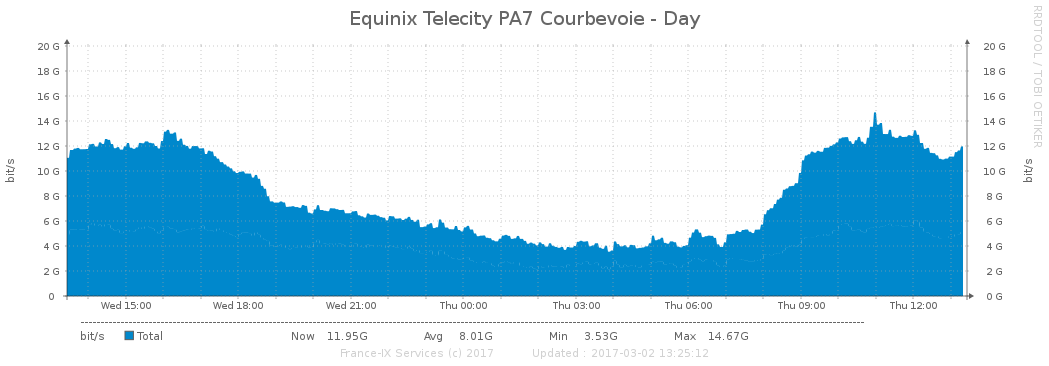 Equinix Telecity PA7 Courbevoie - Day
RRDTOOL / TOBI OETIKER
bit/s
20 G
18 G
16 G
14 G
12 G
10 G
8 G
6 G
4 G
2 G
0
20 G
18 G
16 G
14 G
12 G
10 G
8 G
6 G
4 G
2 G
0 G
bit/s
Wed 15:00 Wed 18:00 Wed 21:00 Thu 00:00 Thu 03:00 Thu 06:00 Thu 09:00 Thu 12:00
bit/s Total Now 11.95G Avg 8.01G Min 3.53G Max 14.67G
France-IX Services (c) 2017 Updated : 2017-03-02 13:25:12